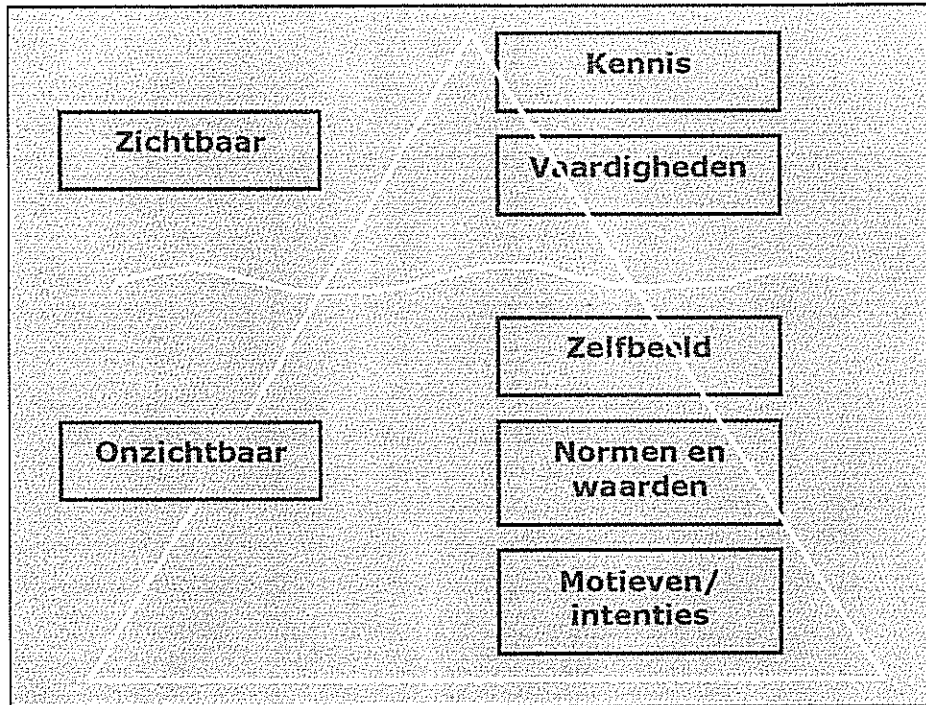 Kennis
Zichtbaar
Vaardigheden
Zelfbeeld
Onzichtbaar
Normen en
waarden
Motieven/
intenties